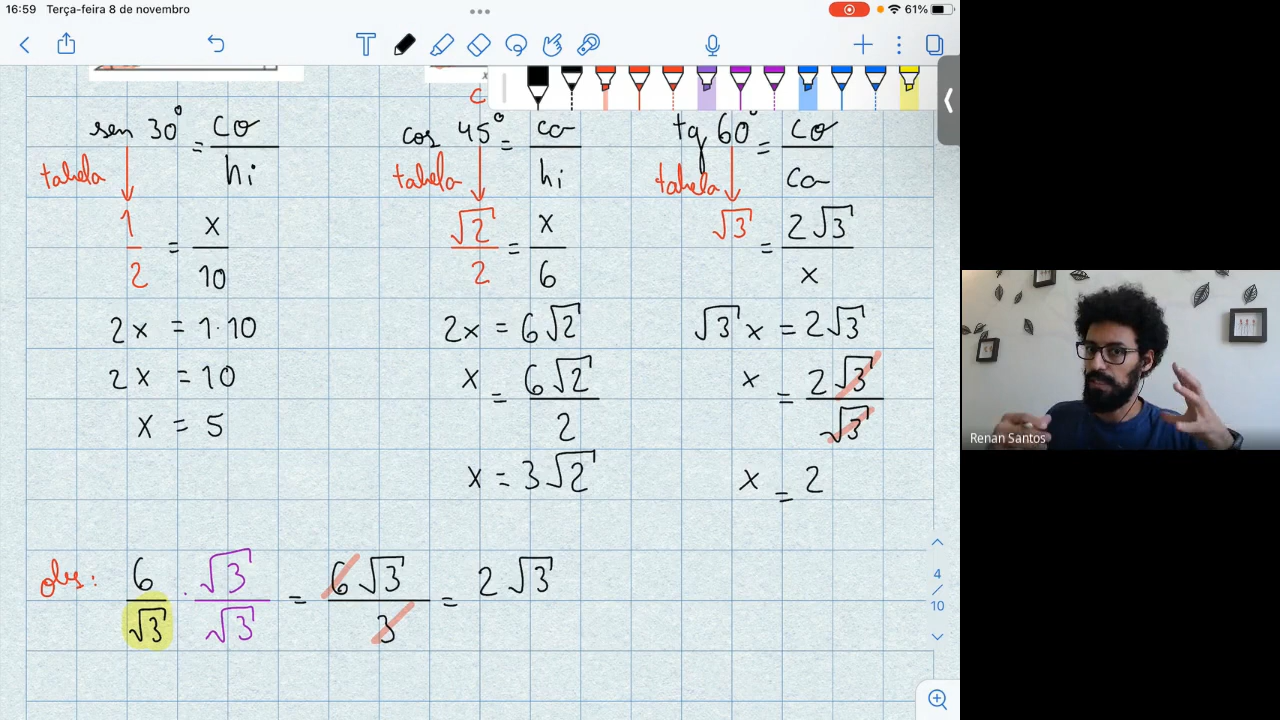 16:59 Terça-feira 8 de novembro 61%
sen 30° = co/hi
tabela
1/2 = x/10
2x = 1·10
2x = 10
x = 5
c
cos 45° = ca/hi
tabela
√2/2 = x/6
2x = 6√2
x = 6√2/2
x = 3√2
tg 60° = co/ca
tabela
√3 = 2√3/x
√3 x = 2√3
x = 2√3/√3
x = 2
obs: 6/√3 · √3/√3 = 6√3/3 = 2√3
4/10
Renan Santos